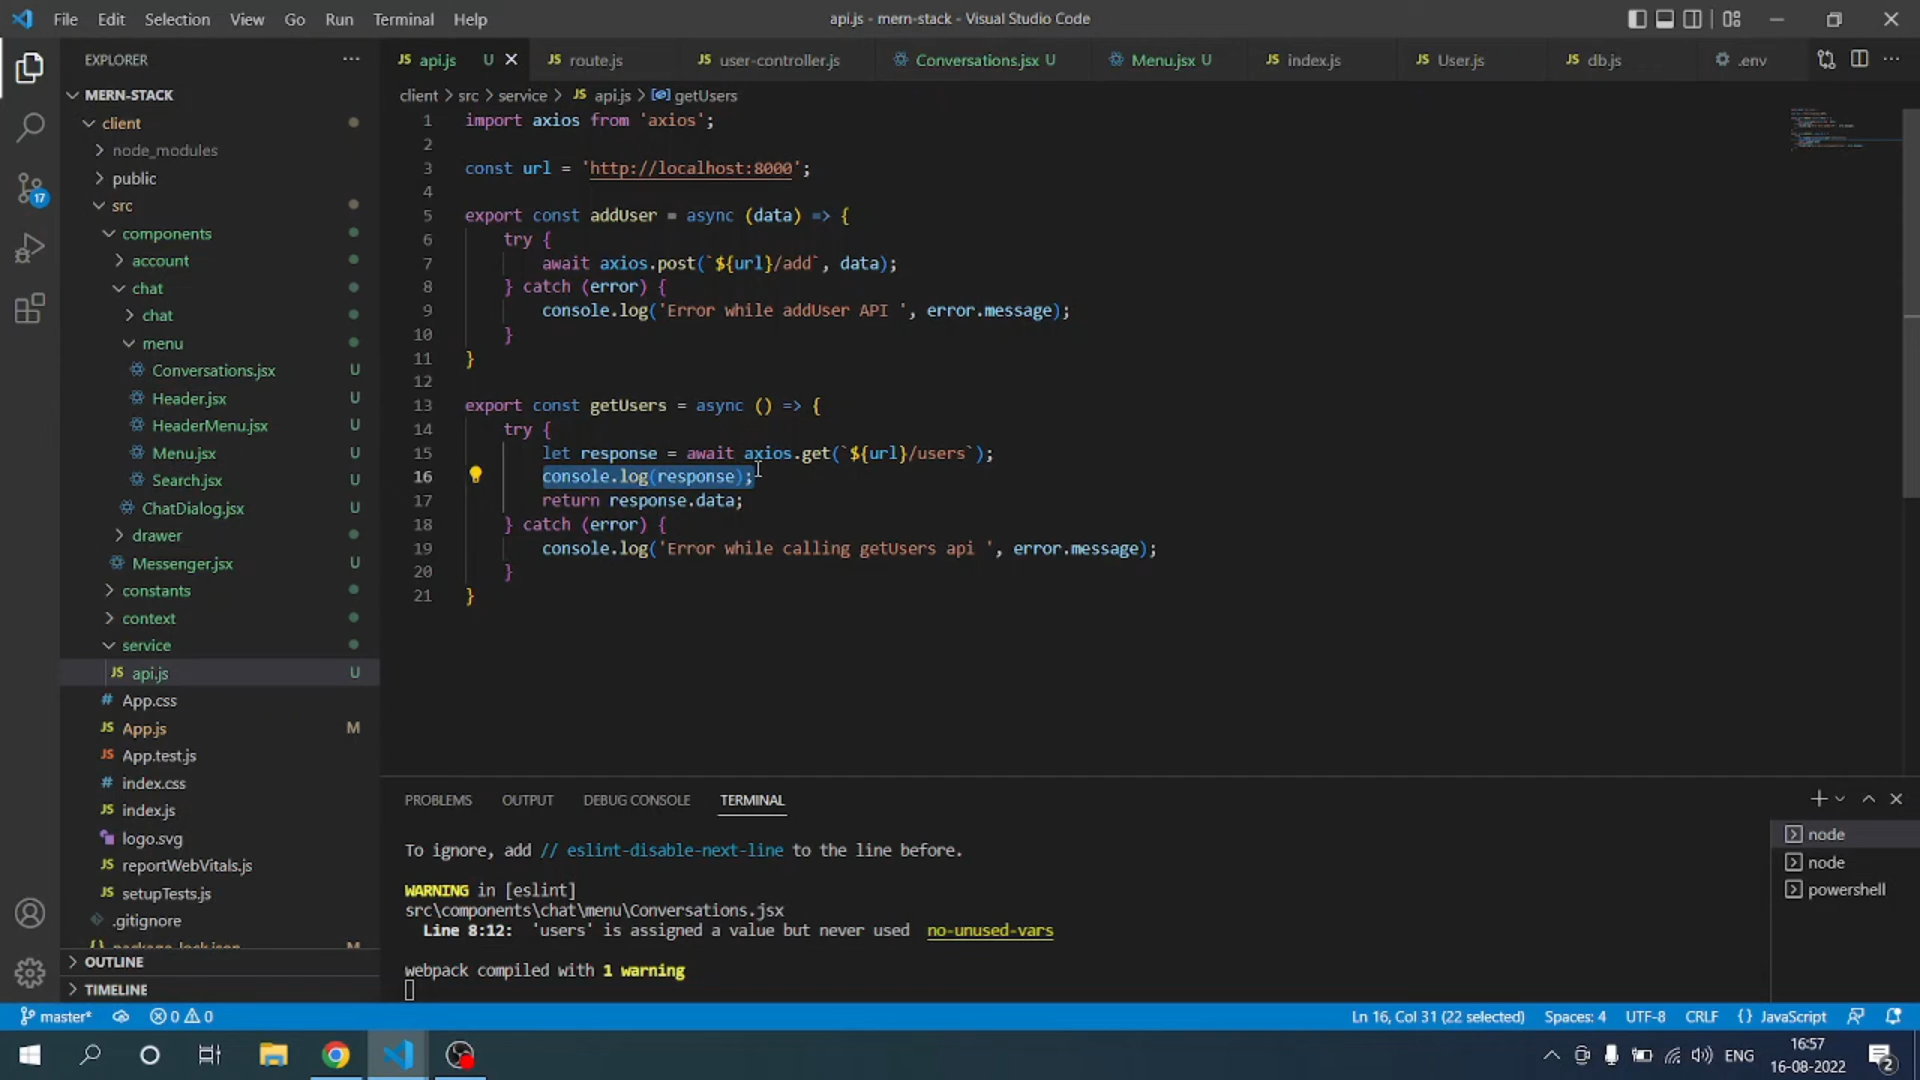 File Edit Selection View Go Run Terminal Help
api.js - mern-stack - Visual Studio Code
EXPLORER
api.js U
route.js
user-controller.js
Conversations.jsx U
Menu.jsx U
index.js
User.js
db.js
.env
MERN-STACK
client
node_modules
public
src
components
account
chat
chat
menu
Conversations.jsx U
Header.jsx U
HeaderMenu.jsx U
Menu.jsx U
Search.jsx U
ChatDialog.jsx U
drawer
Messenger.jsx U
constants
context
service
api.js U
App.css
App.js M
App.test.js
index.css
index.js
logo.svg
reportWebVitals.js
setupTests.js
.gitignore
package-lock.json M
OUTLINE
TIMELINE
client > src > service > JS api.js > getUsers
1 import axios from 'axios';
2
3 const url = 'http://localhost:8000';
4
5 export const addUser = async (data) => {
6 try {
7 await axios.post(`${url}/add`, data);
8 } catch (error) {
9 console.log('Error while addUser API ', error.message);
10 }
11 }
12
13 export const getUsers = async () => {
14 try {
15 let response = await axios.get(`${url}/users`);
16 console.log(response);
17 return response.data;
18 } catch (error) {
19 console.log('Error while calling getUsers api ', error.message);
20 }
21 }
PROBLEMS OUTPUT DEBUG CONSOLE TERMINAL
To ignore, add // eslint-disable-next-line to the line before.
WARNING in [eslint]
src\components\chat\menu\Conversations.jsx
Line 8:12: 'users' is assigned a value but never used no-unused-vars
webpack compiled with 1 warning
node
node
powershell
17
master* 0 0
Ln 16, Col 31 (22 selected) Spaces: 4 UTF-8 CRLF {} JavaScript
ENG
16:57
16-08-2022
2